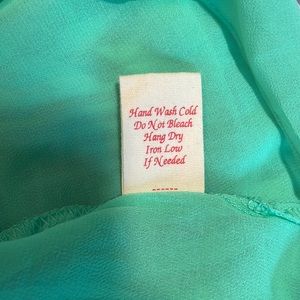 Hand Wash Cold
Do Not Bleach
Hang Dry
Iron Low
If Needed